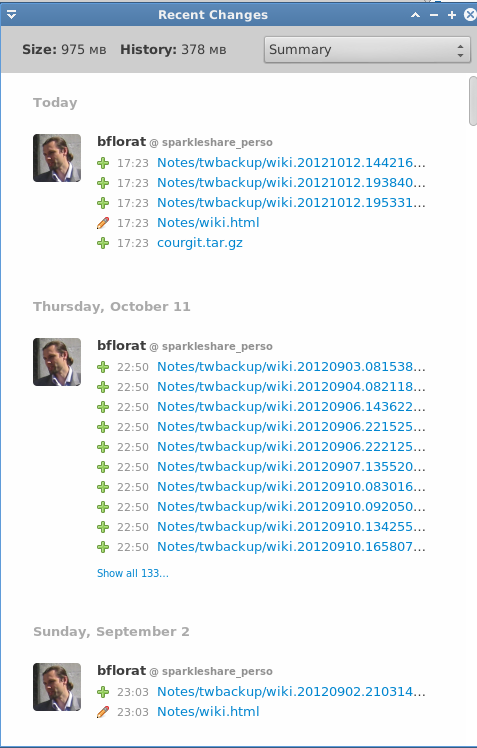 Recent Changes
Size: 975 MB History: 378 MB Summary
Today
bflorat @ sparkleshare_perso
17:23 Notes/twbackup/wiki.20121012.144216...
17:23 Notes/twbackup/wiki.20121012.193840...
17:23 Notes/twbackup/wiki.20121012.195331...
17:23 Notes/wiki.html
17:23 courgit.tar.gz
Thursday, October 11
bflorat @ sparkleshare_perso
22:50 Notes/twbackup/wiki.20120903.081538...
22:50 Notes/twbackup/wiki.20120904.082118...
22:50 Notes/twbackup/wiki.20120906.143622...
22:50 Notes/twbackup/wiki.20120906.221525...
22:50 Notes/twbackup/wiki.20120906.222125...
22:50 Notes/twbackup/wiki.20120907.135520...
22:50 Notes/twbackup/wiki.20120910.083016...
22:50 Notes/twbackup/wiki.20120910.092050...
22:50 Notes/twbackup/wiki.20120910.134255...
22:50 Notes/twbackup/wiki.20120910.165807...
Show all 133...
Sunday, September 2
bflorat @ sparkleshare_perso
23:03 Notes/twbackup/wiki.20120902.210314...
23:03 Notes/wiki.html